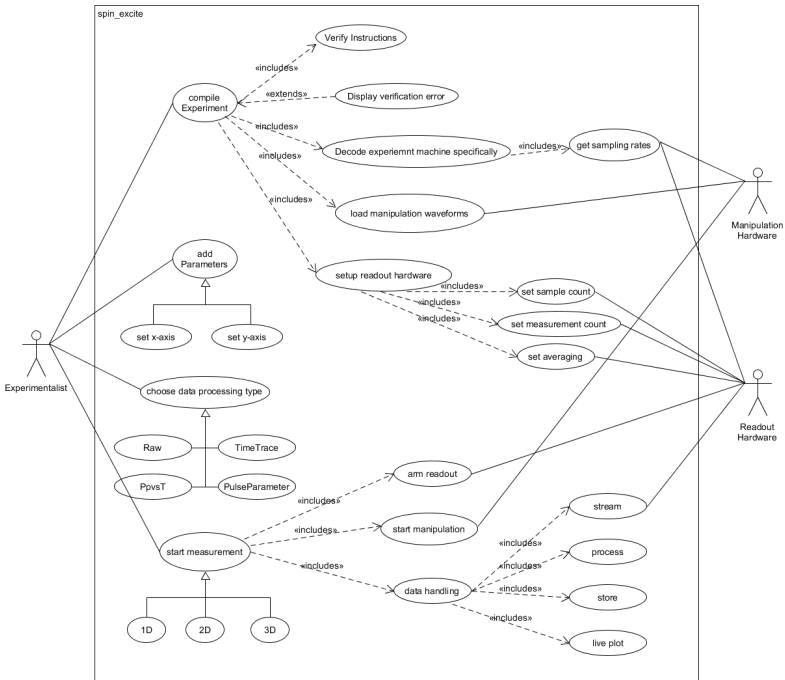 spin_excite
Verify Instructions
«includes»
compile
Experiment
«extends»
Display verification error
«includes»
Decode experiemnt machine specifically
«includes»
get sampling rates
«includes»
load manipulation waveforms
Manipulation
Hardware
«includes»
add
Parameters
setup readout hardware
«includes»
set sample count
«includes»
set measurement count
«includes»
set averaging
set x-axis
set y-axis
Experimentalist
choose data processing type
Readout
Hardware
Raw
TimeTrace
PpvsT
PulseParameter
arm readout
«includes»
start manipulation
«includes»
start measurement
«includes»
data handling
stream
«includes»
process
«includes»
store
«includes»
live plot
«includes»
1D
2D
3D